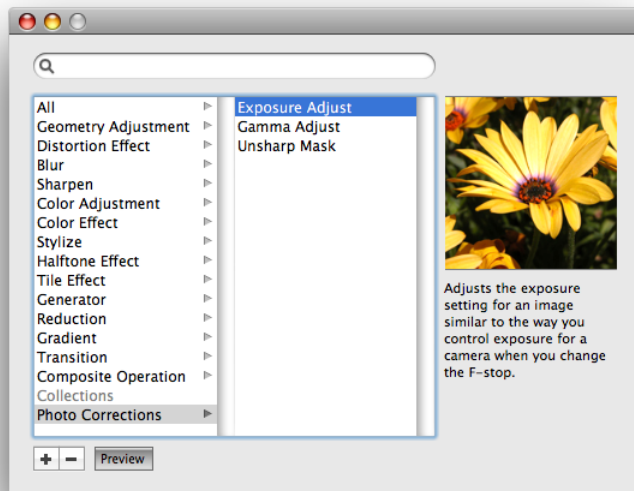 All
Geometry Adjustment
Distortion Effect
Blur
Sharpen
Color Adjustment
Color Effect
Stylize
Halftone Effect
Tile Effect
Generator
Reduction
Gradient
Transition
Composite Operation
Collections
Photo Corrections
Exposure Adjust
Gamma Adjust
Unsharp Mask
Adjusts the exposure
setting for an image
similar to the way you
control exposure for a
camera when you change
the F-stop.
Preview